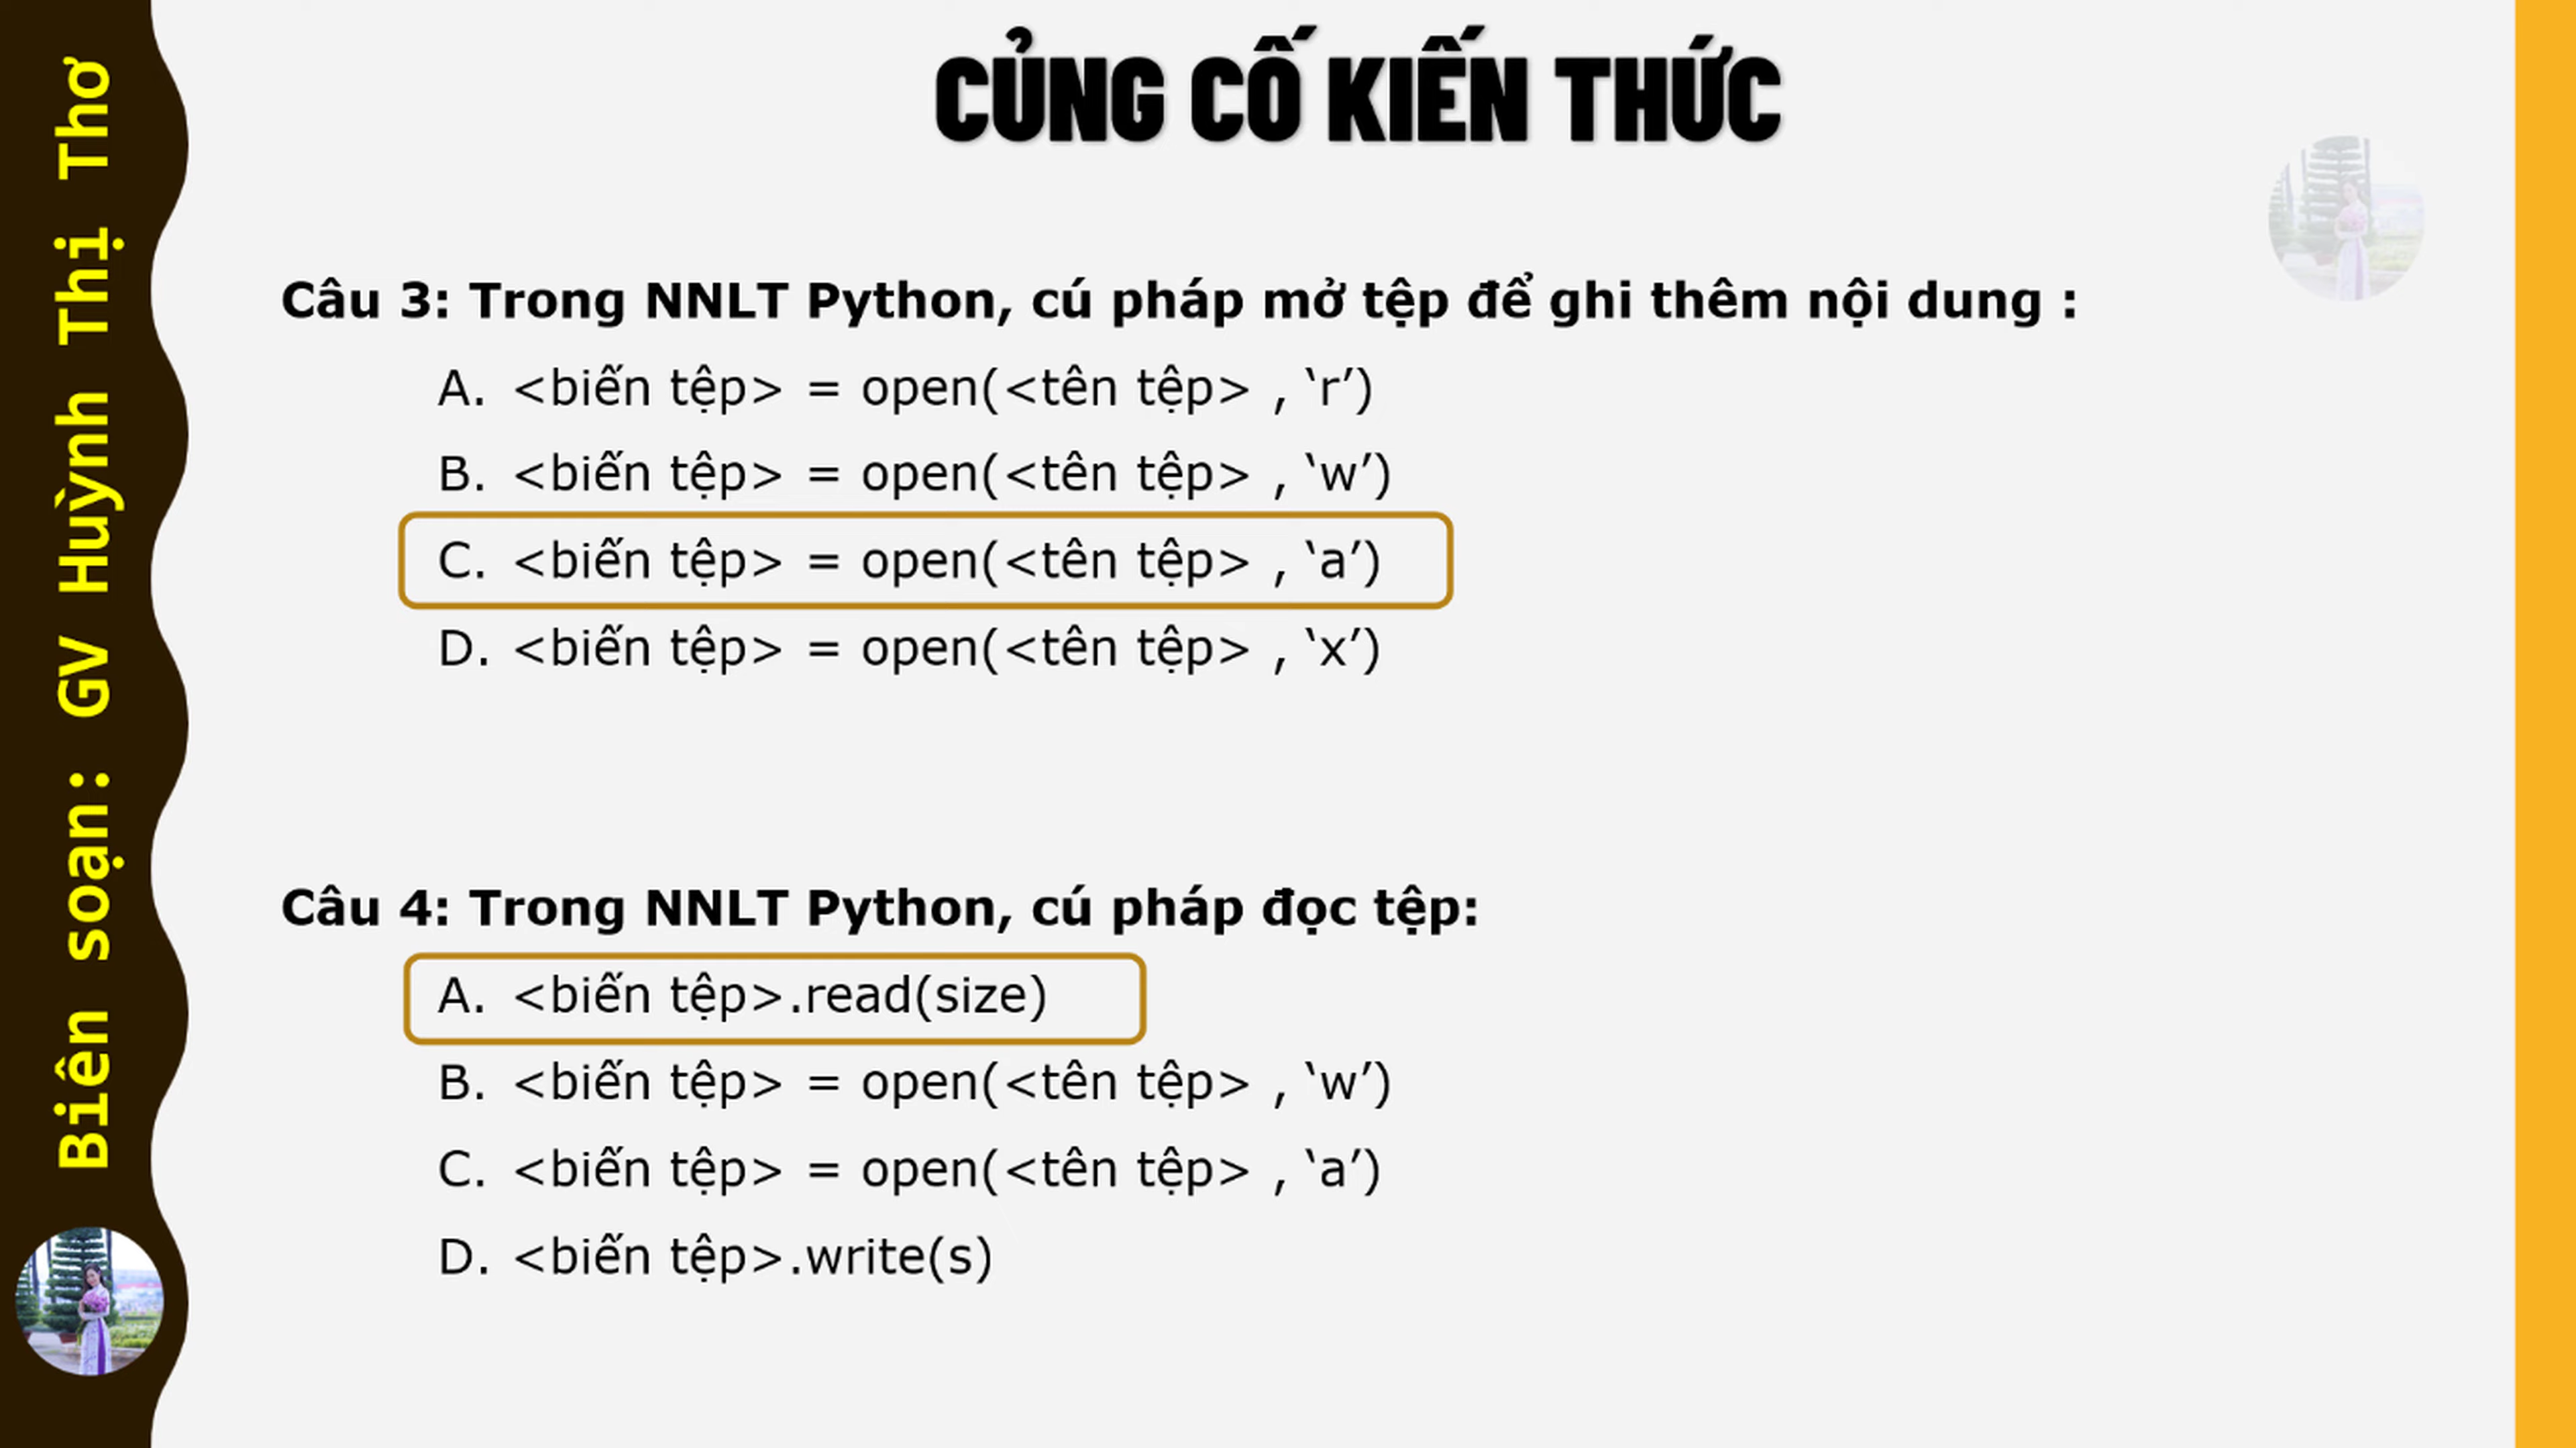 CỦNG CỐ KIẾN THỨC
Câu 3: Trong NNLT Python, cú pháp mở tệp để ghi thêm nội dung :
A. <biến tệp> = open(<tên tệp> , ‘r’)
B. <biến tệp> = open(<tên tệp> , ‘w’)
C. <biến tệp> = open(<tên tệp> , ‘a’)
D. <biến tệp> = open(<tên tệp> , ‘x’)
Câu 4: Trong NNLT Python, cú pháp đọc tệp:
A. <biến tệp>.read(size)
B. <biến tệp> = open(<tên tệp> , ‘w’)
C. <biến tệp> = open(<tên tệp> , ‘a’)
D. <biến tệp>.write(s)
Biên soạn: GV Huỳnh Thị Thơ